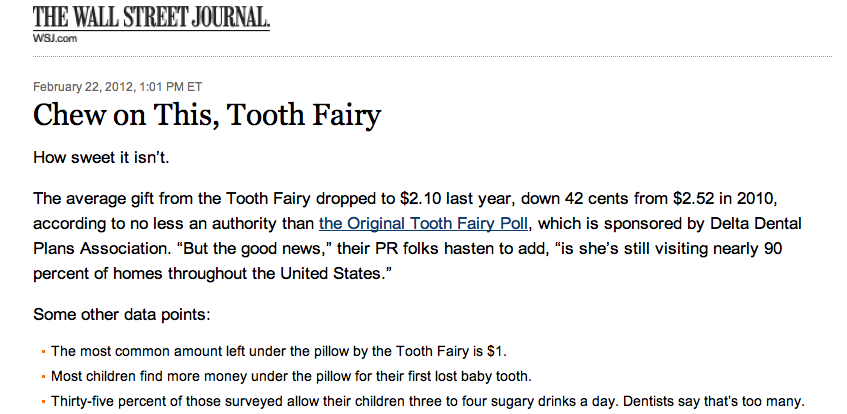 THE WALL STREET JOURNAL.
WSJ.com
February 22, 2012, 1:01 PM ET
Chew on This, Tooth Fairy
How sweet it isn’t.
The average gift from the Tooth Fairy dropped to $2.10 last year, down 42 cents from $2.52 in 2010,
according to no less an authority than the Original Tooth Fairy Poll, which is sponsored by Delta Dental
Plans Association. “But the good news,” their PR folks hasten to add, “is she’s still visiting nearly 90
percent of homes throughout the United States.”
Some other data points:
▪ The most common amount left under the pillow by the Tooth Fairy is $1.
▪ Most children find more money under the pillow for their first lost baby tooth.
▪ Thirty-five percent of those surveyed allow their children three to four sugary drinks a day. Dentists say that’s too many.